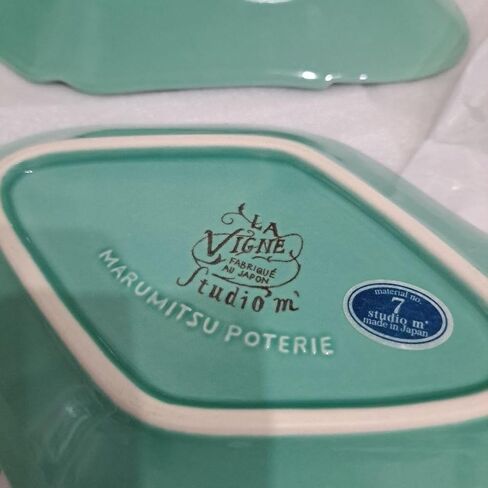 LA
VIGNE
FABRIQUÉ
AU JAPON
Studio m'
MARUMITSU POTERIE
material no.
7
studio m'
made in Japan